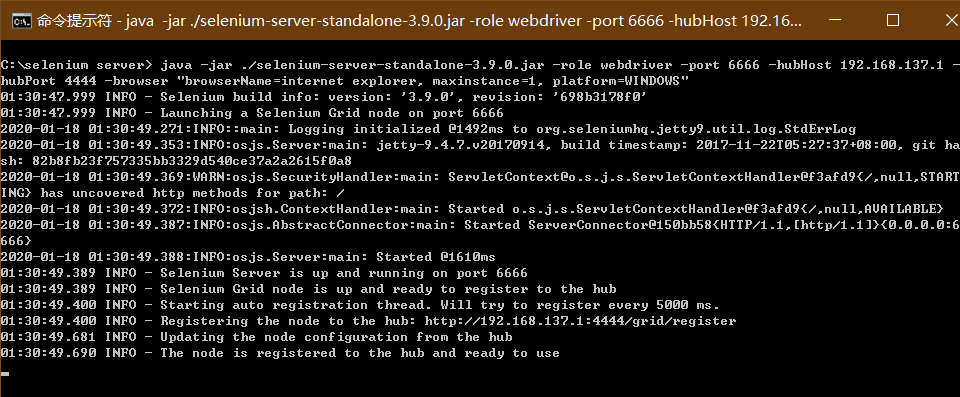 命令提示符 - java  -jar ./selenium-server-standalone-3.9.0.jar -role webdriver -port 6666 -hubHost 192.16...
C:\selenium server> java -jar ./selenium-server-standalone-3.9.0.jar -role webdriver -port 6666 -hubHost 192.168.137.1 -
hubPort 4444 -browser "browserName=internet explorer, maxinstance=1, platform=WINDOWS"
01:30:47.999 INFO - Selenium build info: version: '3.9.0', revision: '698b3178f0'
01:30:47.999 INFO - Launching a Selenium Grid node on port 6666
2020-01-18 01:30:49.271:INFO::main: Logging initialized @1492ms to org.seleniumhq.jetty9.util.log.StdErrLog
2020-01-18 01:30:49.353:INFO:osjs.Server:main: jetty-9.4.7.v20170914, build timestamp: 2017-11-22T05:27:37+08:00, git ha
sh: 82b8fb23f757335bb3329d540ce37a2a2615f0a8
2020-01-18 01:30:49.369:WARN:osjs.SecurityHandler:main: ServletContext@o.s.j.s.ServletContextHandler@f3afd9{/,null,START
ING} has uncovered http methods for path: /
2020-01-18 01:30:49.372:INFO:osjsh.ContextHandler:main: Started o.s.j.s.ServletContextHandler@f3afd9{/,null,AVAILABLE}
2020-01-18 01:30:49.387:INFO:osjs.AbstractConnector:main: Started ServerConnector@150bb58{HTTP/1.1,[http/1.1]}{0.0.0.0:6
666}
2020-01-18 01:30:49.388:INFO:osjs.Server:main: Started @1610ms
01:30:49.389 INFO - Selenium Server is up and running on port 6666
01:30:49.389 INFO - Selenium Grid node is up and ready to register to the hub
01:30:49.400 INFO - Starting auto registration thread. Will try to register every 5000 ms.
01:30:49.400 INFO - Registering the node to the hub: http://192.168.137.1:4444/grid/register
01:30:49.681 INFO - Updating the node configuration from the hub
01:30:49.690 INFO - The node is registered to the hub and ready to use